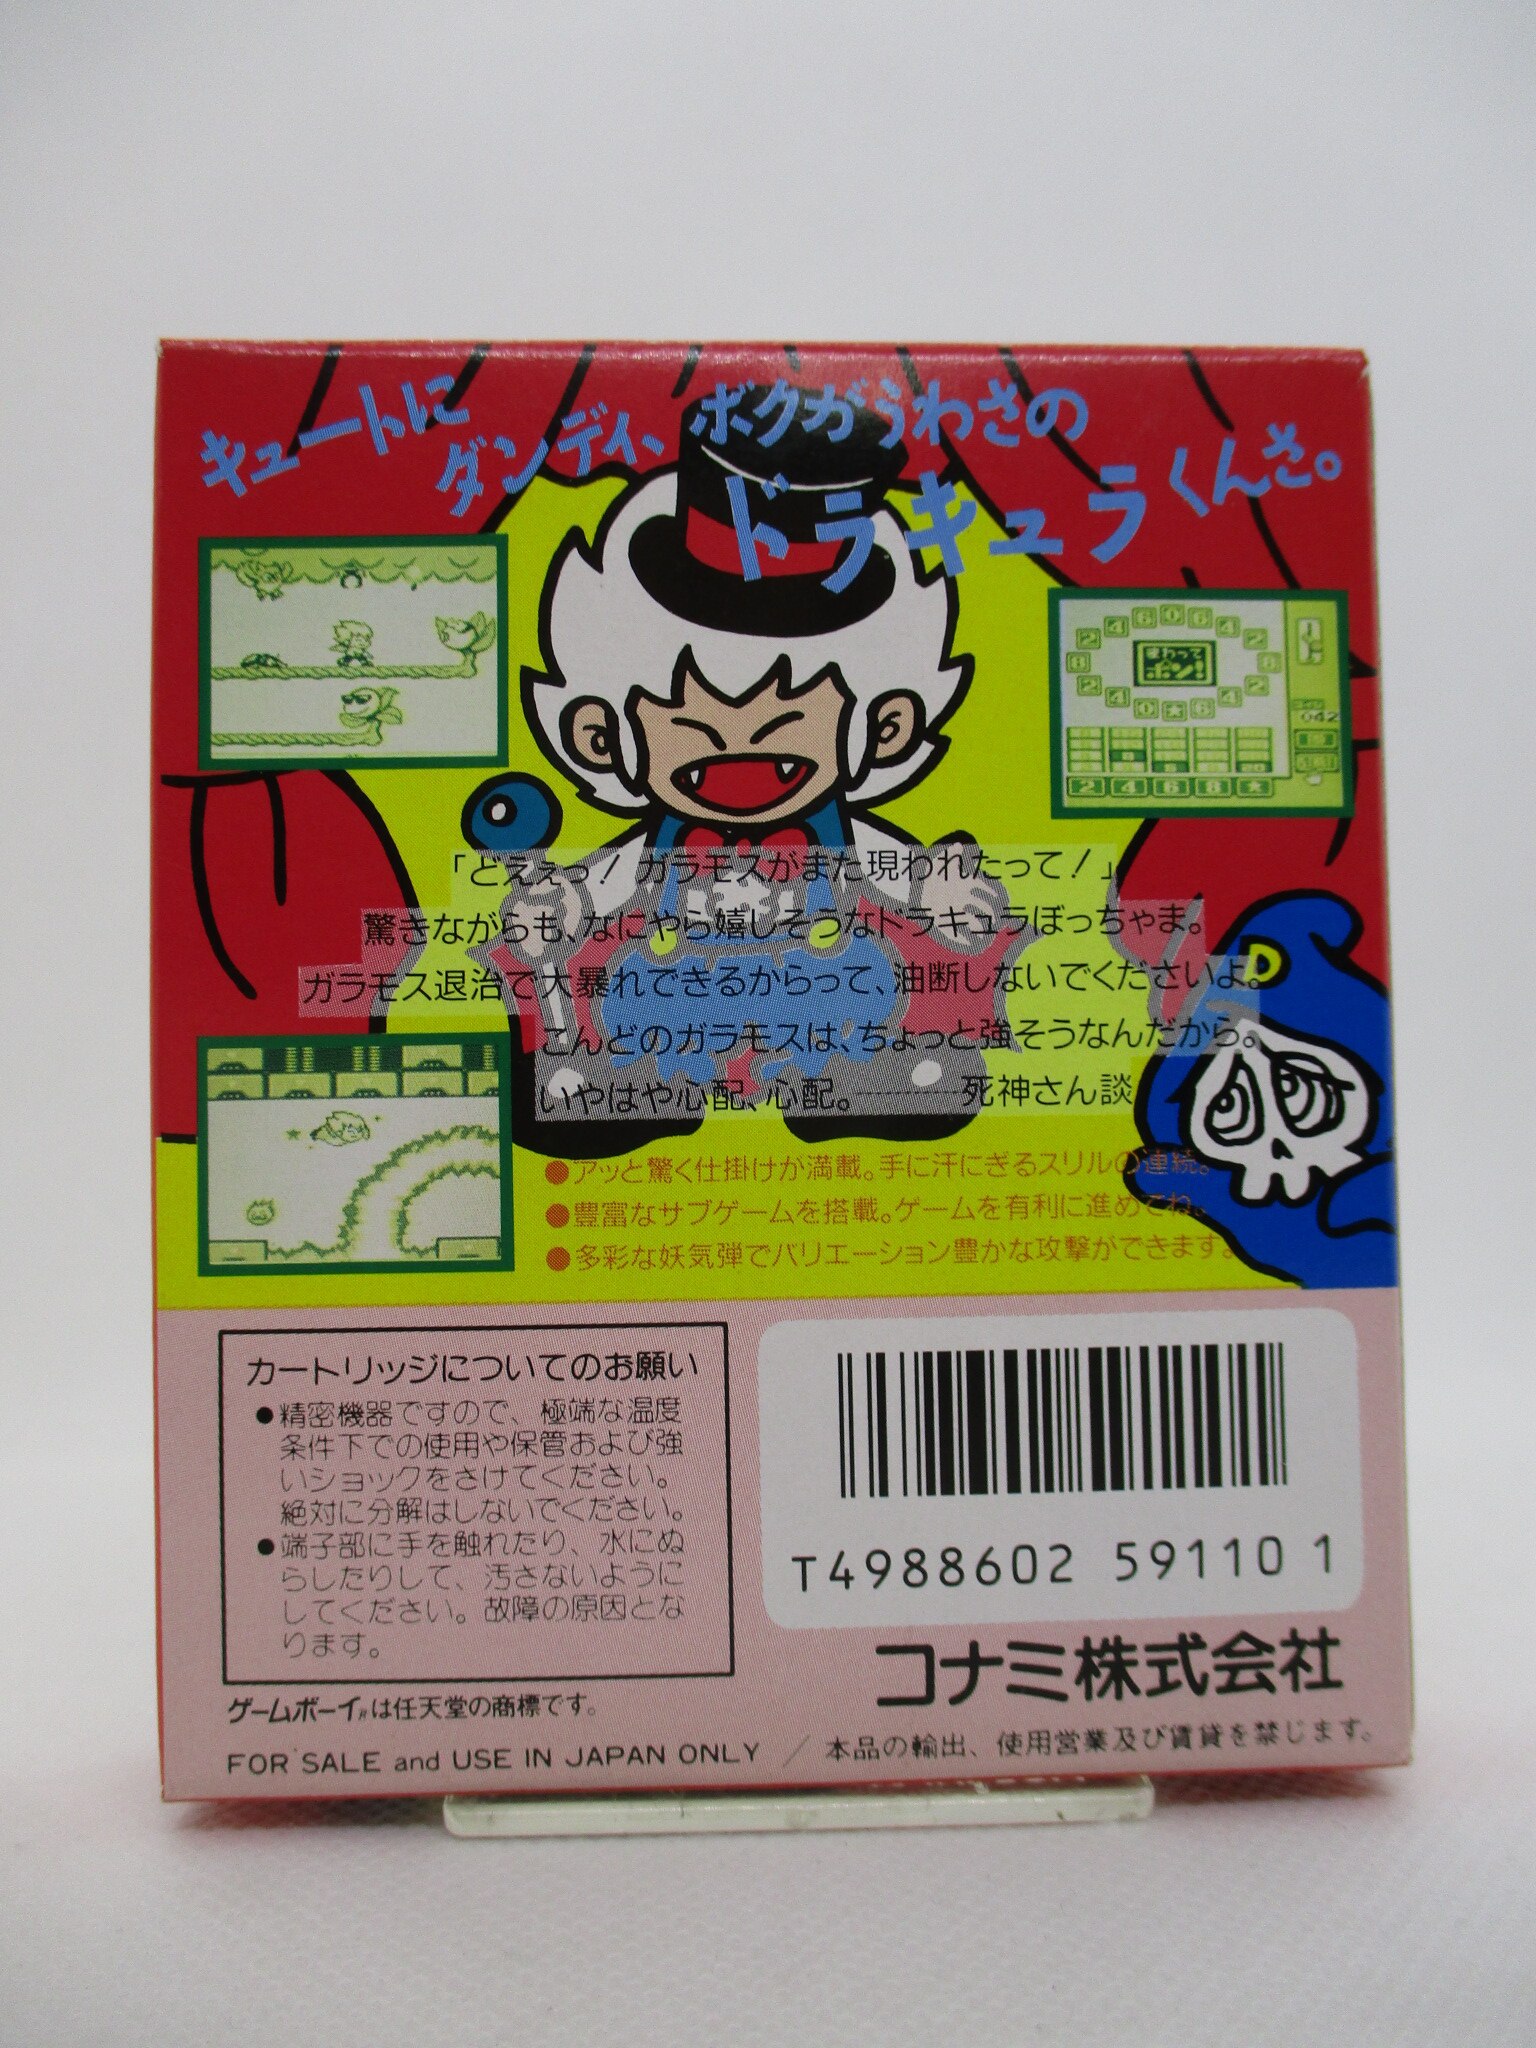 キュートに
ダンディ、ボクがうわさの
ドラキュラくんさ。
「どえぇっ!ガラモスがまた現われたって!」
驚きながらも、なにやら嬉しそうなドラキュラぼっちゃま。
ガラモス退治で大暴れできるからって、油断しないでくださいよ。
こんどのガラモスは、ちょっと強そうなんだから。
いやはや心配、心配。————死神さん談
●アッと驚く仕掛けが満載。手に汗にぎるスリルの連続。
●豊富なサブゲームを搭載。ゲームを有利に進めてね。
●多彩な妖気弾でバリエーション豊かな攻撃ができます。
カートリッジについてのお願い
●精密機器ですので、極端な温度
条件下での使用や保管および強
いショックをさけてください。
絶対に分解はしないでください。
●端子部に手を触れたり、水にぬ
らしたりして、汚さないように
してください。故障の原因とな
ります。
T4988602 59110 1
コナミ株式会社
ゲームボーイ®は任天堂の商標です。
FOR SALE and USE IN JAPAN ONLY / 本品の輸出、使用営業及び賃貸を禁じます。